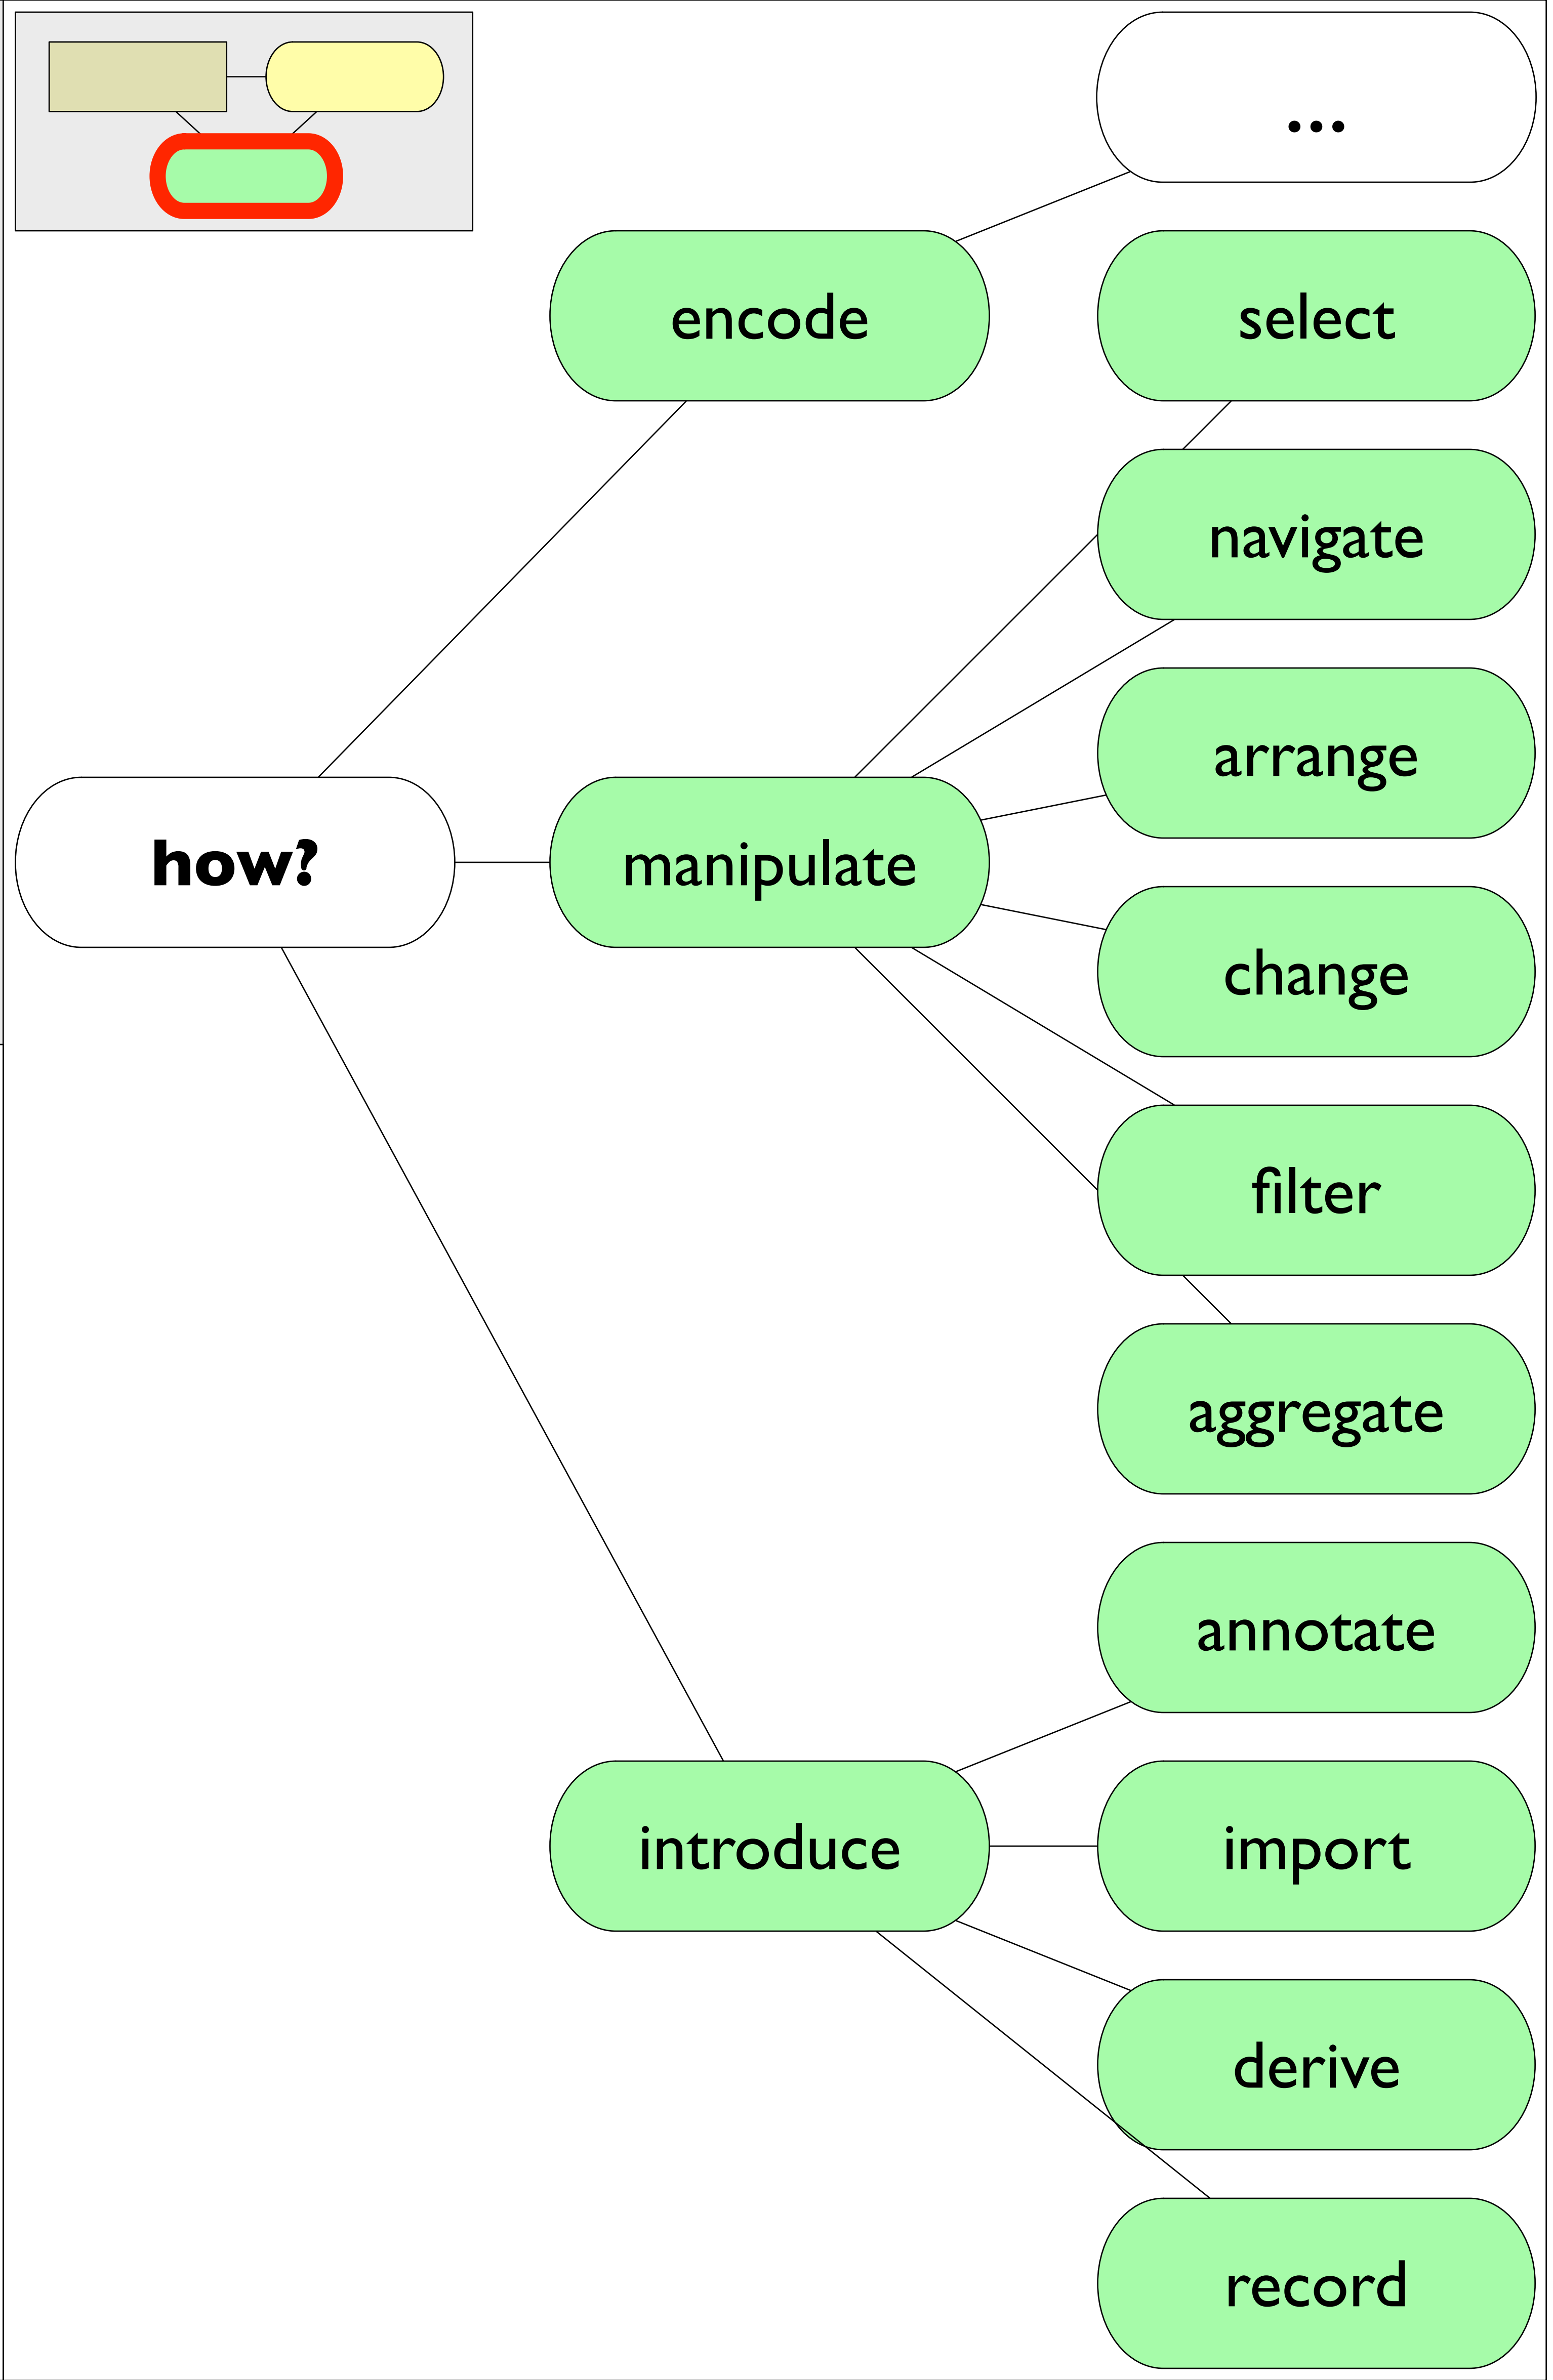 ...
encode
select
navigate
arrange
how?
manipulate
change
filter
aggregate
annotate
introduce
import
derive
record